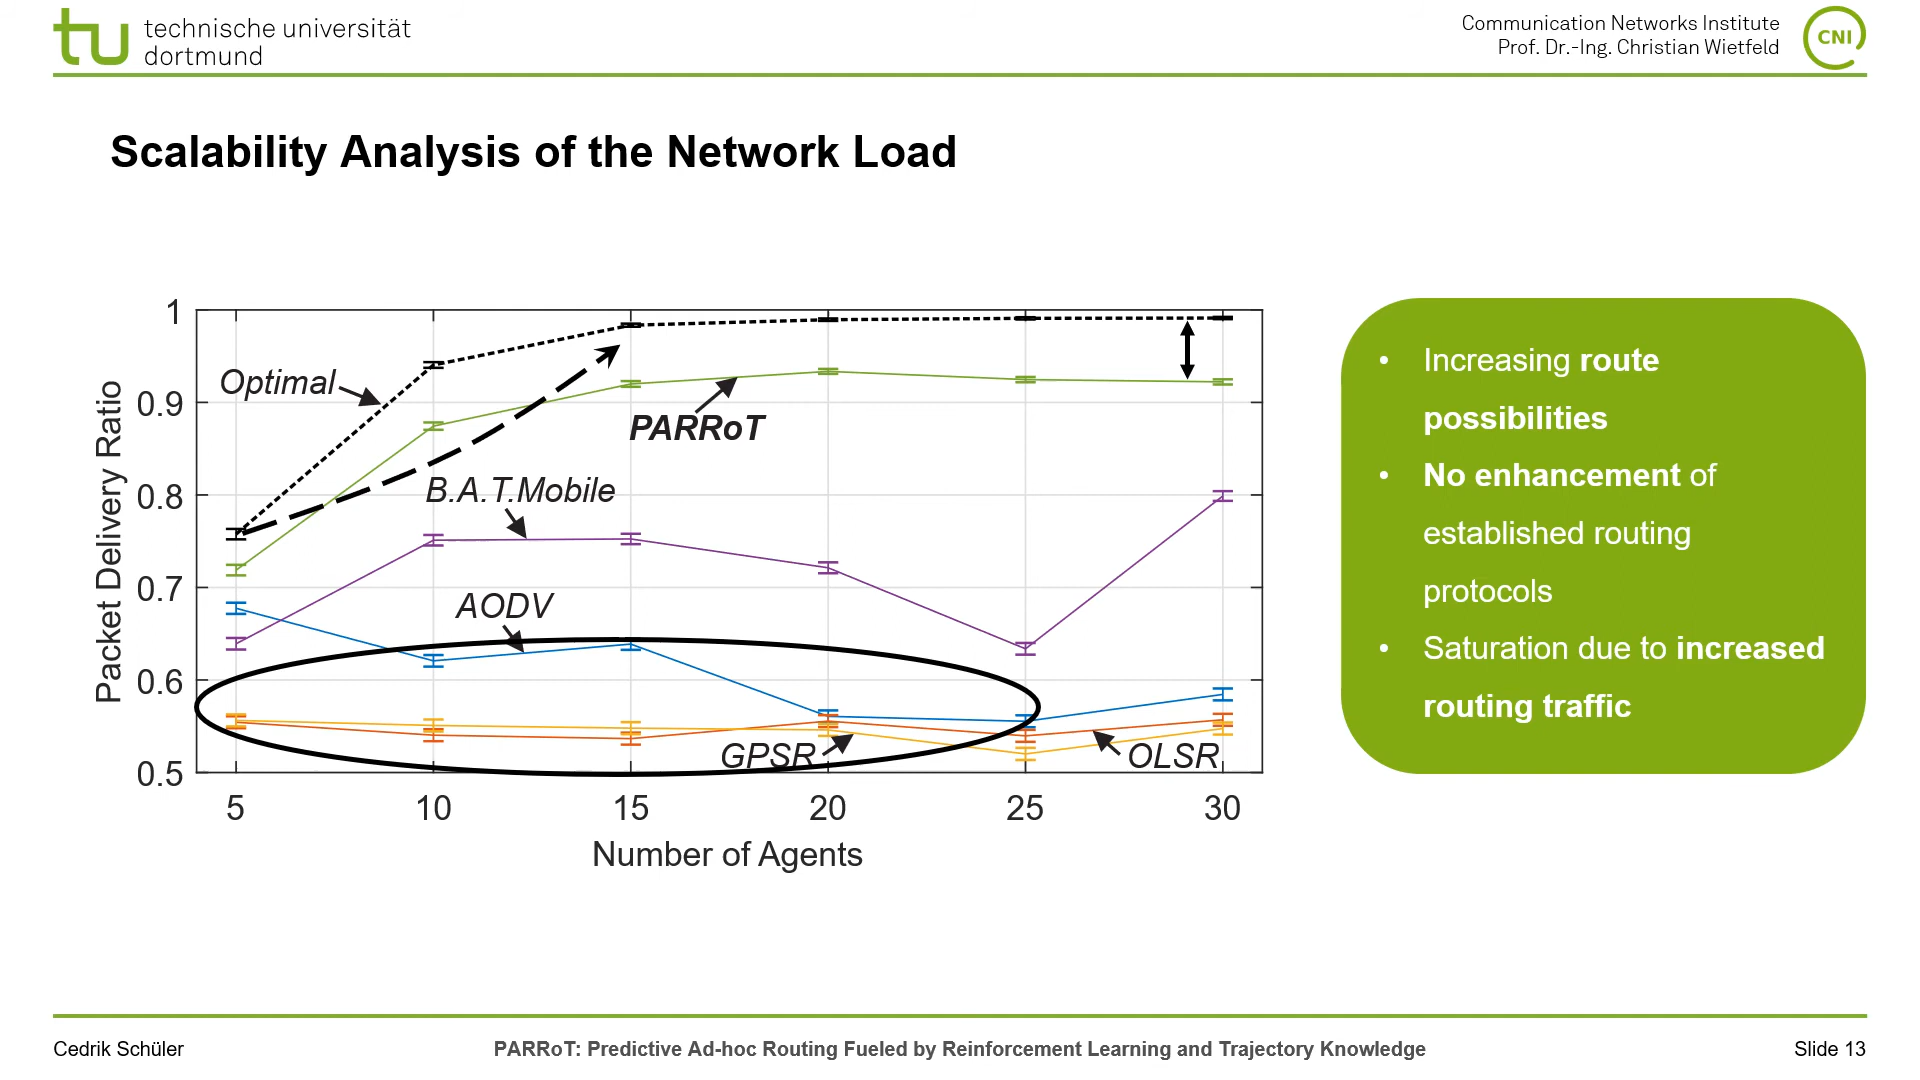 technische universität
dortmund
Communication Networks Institute
Prof. Dr.-Ing. Christian Wietfeld
CNI
Scalability Analysis of the Network Load
Packet Delivery Ratio
1
0.9
0.8
0.7
0.6
0.5
Optimal
PARRoT
B.A.T.Mobile
AODV
GPSR
OLSR
5 10 15 20 25 30
Number of Agents
• Increasing route
possibilities
• No enhancement of
established routing
protocols
• Saturation due to increased
routing traffic
Cedrik Schüler
PARRoT: Predictive Ad-hoc Routing Fueled by Reinforcement Learning and Trajectory Knowledge
Slide 13